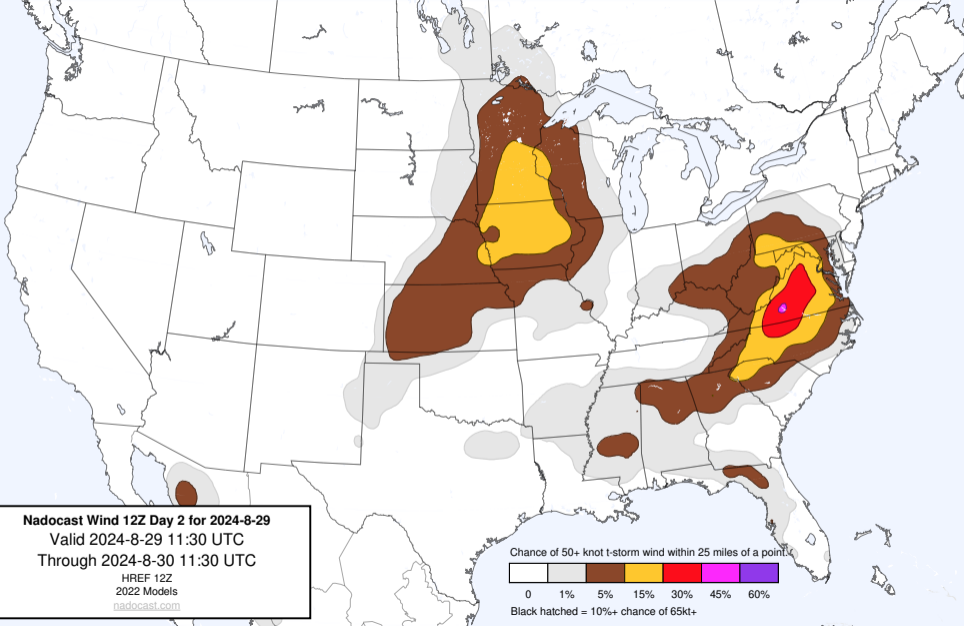 Nadocast Wind 12Z Day 2 for 2024-8-29
Valid 2024-8-29 11:30 UTC
Through 2024-8-30 11:30 UTC
HREF 12Z
2022 Models
nadocast.com
Chance of 50+ knot t-storm wind within 25 miles of a point.
0 1% 5% 15% 30% 45% 60%
Black hatched = 10%+ chance of 65kt+